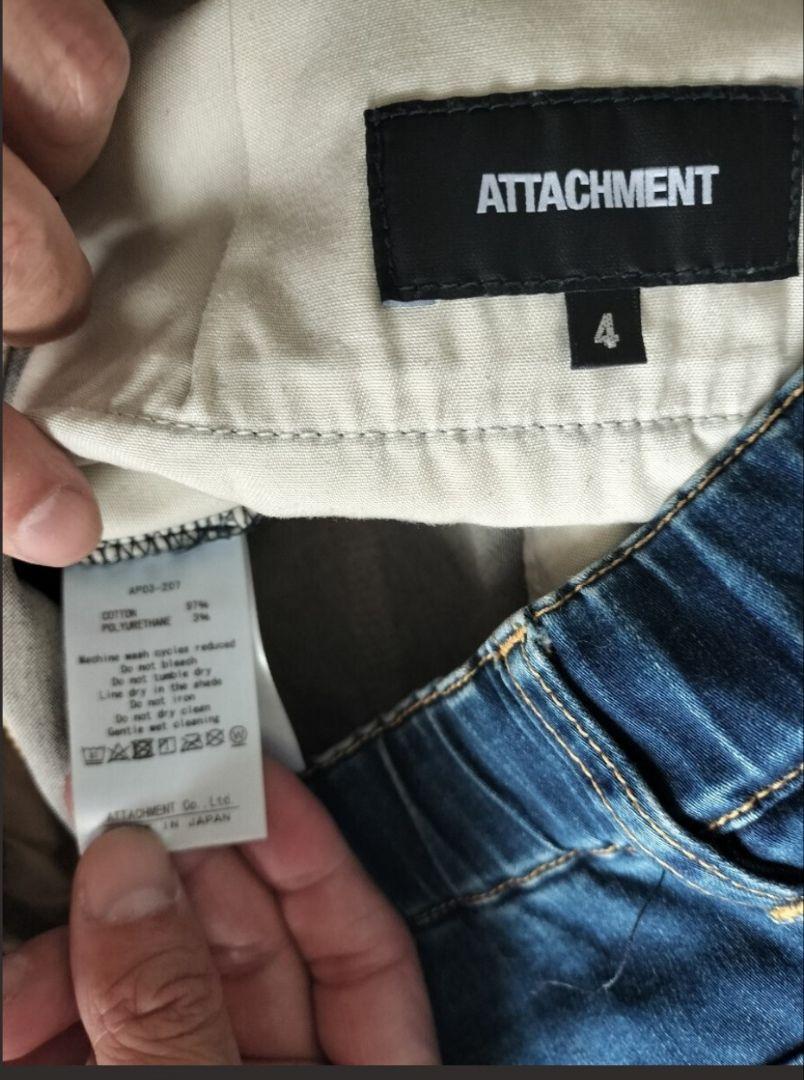 ATTACHMENT
4
AP03-207
COTTON 97%
POLYURETHANE 3%
Machine wash cycles reduced
Do not bleach
Do not tumble dry
Line dry in the shade
Do not iron
Do not dry clean
Gentle wet cleaning
ATTACHMENT Co.,Ltd.
IN JAPAN